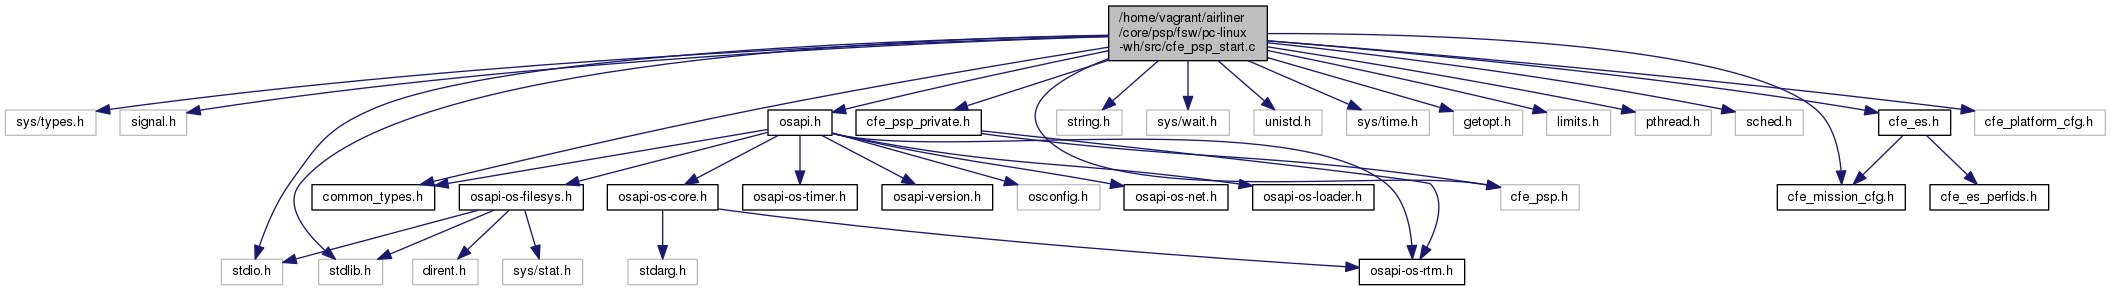 /home/vagrant/airliner
/core/psp/fsw/pc-linux
-wh/src/cfe_psp_start.c
sys/types.h
signal.h
osapi.h
cfe_psp_private.h
string.h
sys/wait.h
unistd.h
sys/time.h
getopt.h
limits.h
pthread.h
sched.h
cfe_es.h
cfe_platform_cfg.h
common_types.h
osapi-os-filesys.h
osapi-os-core.h
osapi-os-timer.h
osapi-version.h
osconfig.h
osapi-os-net.h
osapi-os-loader.h
cfe_psp.h
cfe_mission_cfg.h
cfe_es_perfids.h
stdio.h
stdlib.h
dirent.h
sys/stat.h
stdarg.h
osapi-os-rtm.h